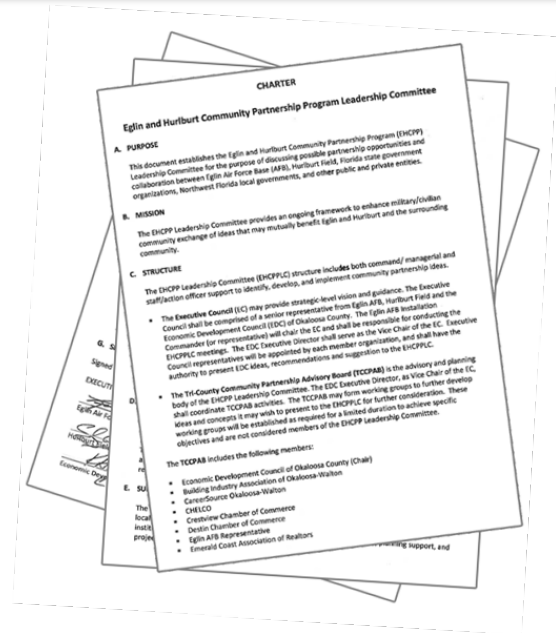 CHARTER
Eglin and Hurlburt Community Partnership Program Leadership Committee
A. PURPOSE
This document establishes the Eglin and Hurlburt Community Partnership Program (EHCPP)
Leadership Committee for the purpose of discussing possible partnership opportunities and
collaboration between Eglin Air Force Base (AFB), Hurlburt Field, Florida state government
organizations, Northwest Florida local governments, and other public and private entities.
B. MISSION
The EHCPP Leadership Committee provides an ongoing framework to enhance military/civilian
community exchange of ideas that may mutually benefit Eglin and Hurlburt and the surrounding
community.
C. STRUCTURE
The EHCPP Leadership Committee (EHCPPLC) structure includes both command/ managerial and
staff/action officer support to identify, develop, and implement community partnership ideas.
• The Executive Council (EC) may provide strategic-level vision and guidance. The Executive
Council shall be comprised of a senior representative from Eglin AFB, Hurlburt Field and the
Economic Development Council (EDC) of Okaloosa County. The Eglin AFB Installation
Commander (or representative) will chair the EC and shall be responsible for conducting the
EHCPPLC meetings. The EDC Executive Director shall serve as the Vice Chair of the EC. Executive
Council representatives will be appointed by each member organization, and shall have the
authority to present EDC ideas, recommendations and suggestion to the EHCPPLC.
• The Tri-County Community Partnership Advisory Board (TCCPAB) is the advisory and planning
body of the EHCPP Leadership Committee. The EDC Executive Director, as Vice Chair of the EC,
shall coordinate TCCPAB activities. The TCCPAB may form working groups to further develop
ideas and concepts it may wish to present to the EHCPPLC for further consideration. These
working groups will be established as required for a limited duration to achieve specific
objectives and are not considered members of the EHCPP Leadership Committee.
The TCCPAB includes the following members:
• Economic Development Council of Okaloosa County (Chair)
• Building Industry Association of Okaloosa-Walton
• CareerSource Okaloosa-Walton
• CHELCO
• Crestview Chamber of Commerce
• Destin Chamber of Commerce
• Eglin AFB Representative
• Emerald Coast Association of Realtors
G. S
Signed
EXECUTI
Eglin Air Fo
Economic Deve
D.
re
E. SU
The
local
instit
proje
support, and